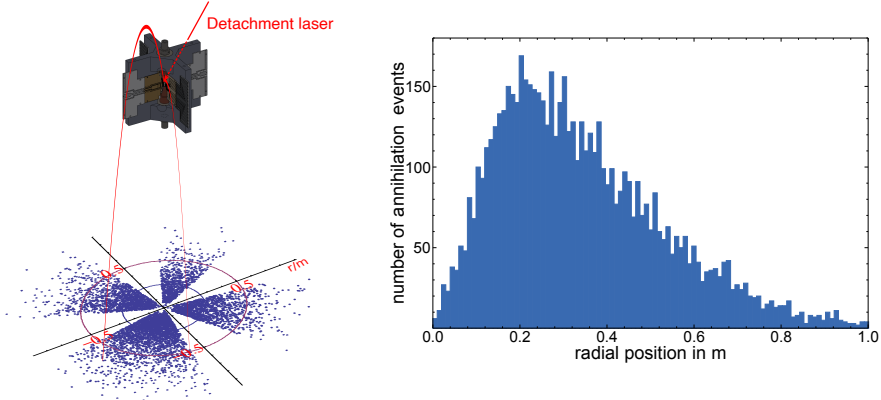 Detachment laser
r/m
0.5
0.5
-0.5
-0.5
number of annihilation events
150
100
50
0.0 0.2 0.4 0.6 0.8 1.0
radial position in m